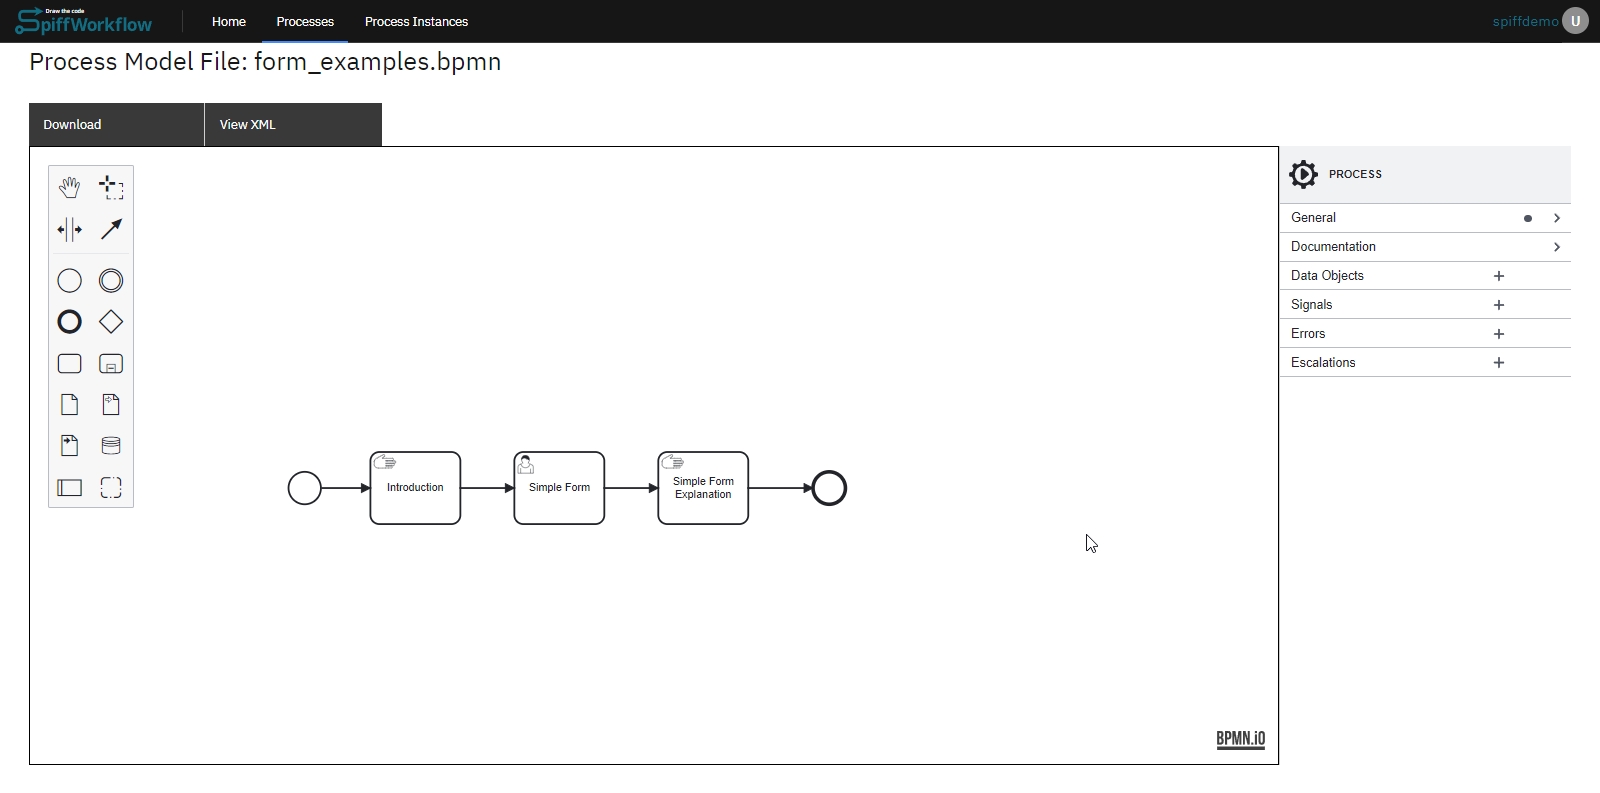 Draw the code
SpiffWorkflow
Home
Processes
Process Instances
spiffdemo
U
Process Model File: form_examples.bpmn
Download
View XML
PROCESS
General
Documentation
Data Objects
Signals
Errors
Escalations
Introduction
Simple Form
Simple Form
Explanation
BPMN.iO